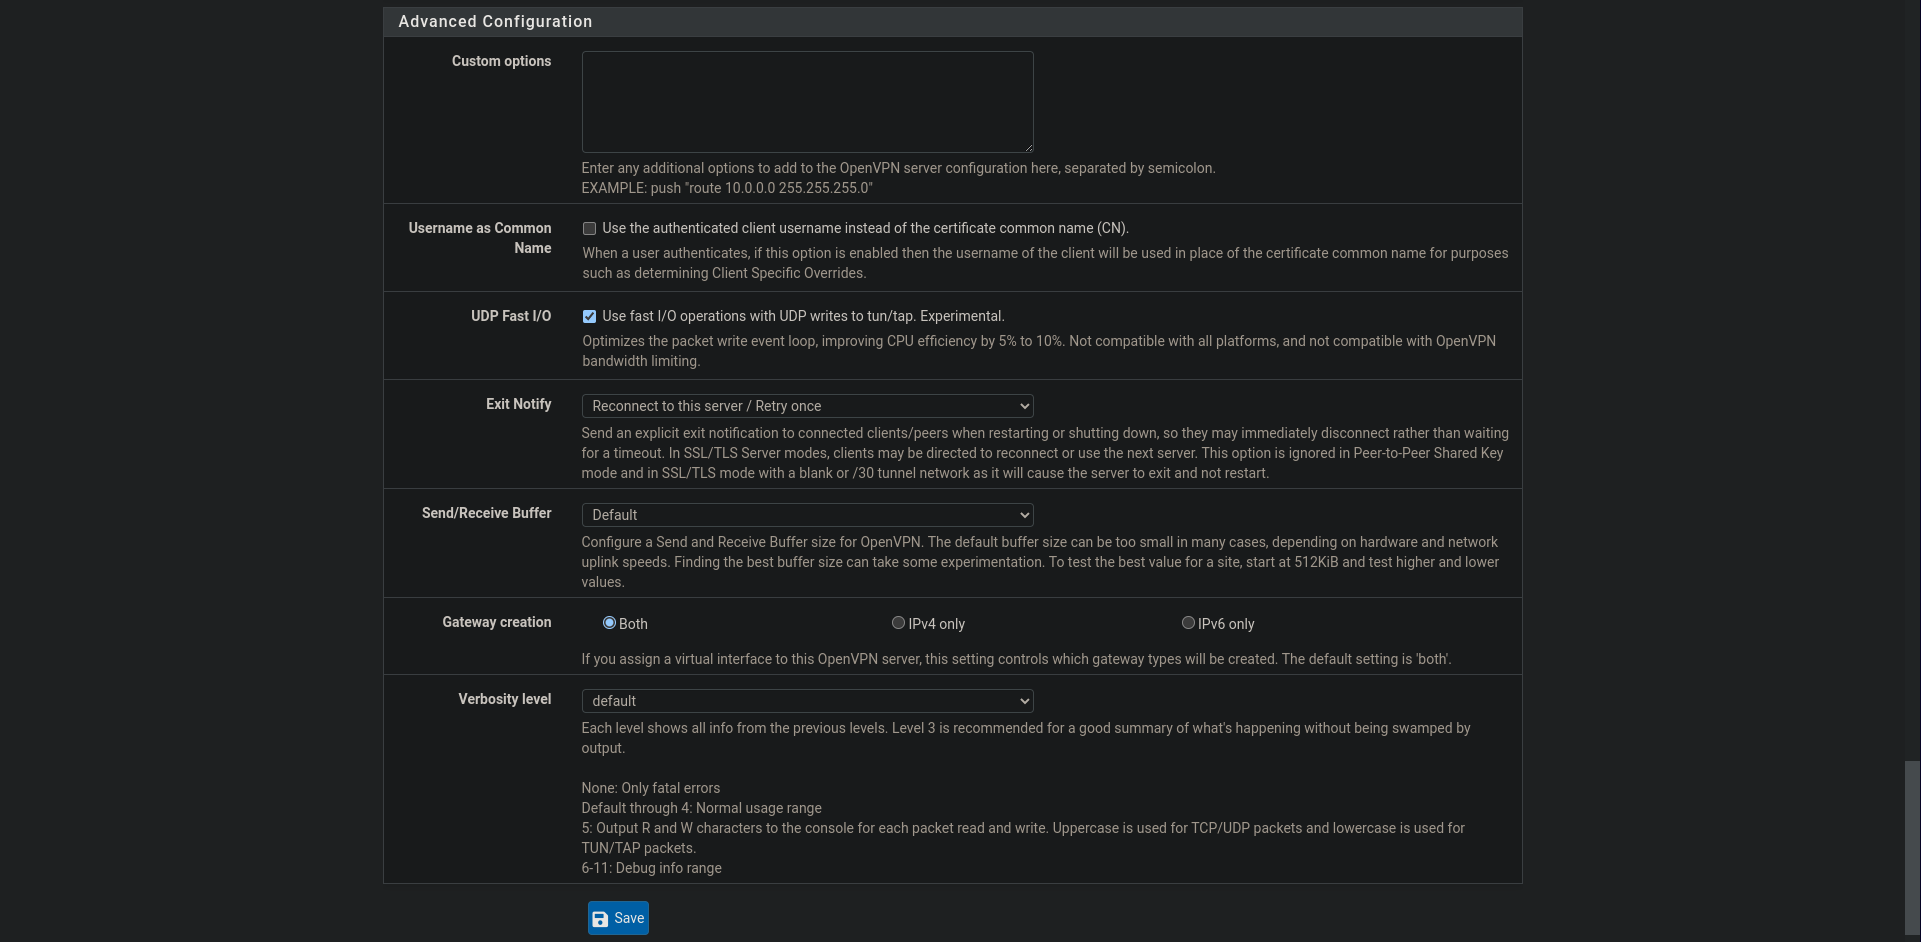 Advanced Configuration
Custom options
Enter any additional options to add to the OpenVPN server configuration here, separated by semicolon.
EXAMPLE: push "route 10.0.0.0 255.255.255.0"
Username as Common
Name
Use the authenticated client username instead of the certificate common name (CN).
When a user authenticates, if this option is enabled then the username of the client will be used in place of the certificate common name for purposes
such as determining Client Specific Overrides.
UDP Fast I/O
Use fast I/O operations with UDP writes to tun/tap. Experimental.
Optimizes the packet write event loop, improving CPU efficiency by 5% to 10%. Not compatible with all platforms, and not compatible with OpenVPN
bandwidth limiting.
Exit Notify
Reconnect to this server / Retry once
Send an explicit exit notification to connected clients/peers when restarting or shutting down, so they may immediately disconnect rather than waiting
for a timeout. In SSL/TLS Server modes, clients may be directed to reconnect or use the next server. This option is ignored in Peer-to-Peer Shared Key
mode and in SSL/TLS mode with a blank or /30 tunnel network as it will cause the server to exit and not restart.
Send/Receive Buffer
Default
Configure a Send and Receive Buffer size for OpenVPN. The default buffer size can be too small in many cases, depending on hardware and network
uplink speeds. Finding the best buffer size can take some experimentation. To test the best value for a site, start at 512KiB and test higher and lower
values.
Gateway creation
Both
IPv4 only
IPv6 only
If you assign a virtual interface to this OpenVPN server, this setting controls which gateway types will be created. The default setting is 'both'.
Verbosity level
default
Each level shows all info from the previous levels. Level 3 is recommended for a good summary of what's happening without being swamped by
output.
None: Only fatal errors
Default through 4: Normal usage range
5: Output R and W characters to the console for each packet read and write. Uppercase is used for TCP/UDP packets and lowercase is used for
TUN/TAP packets.
6-11: Debug info range
Save